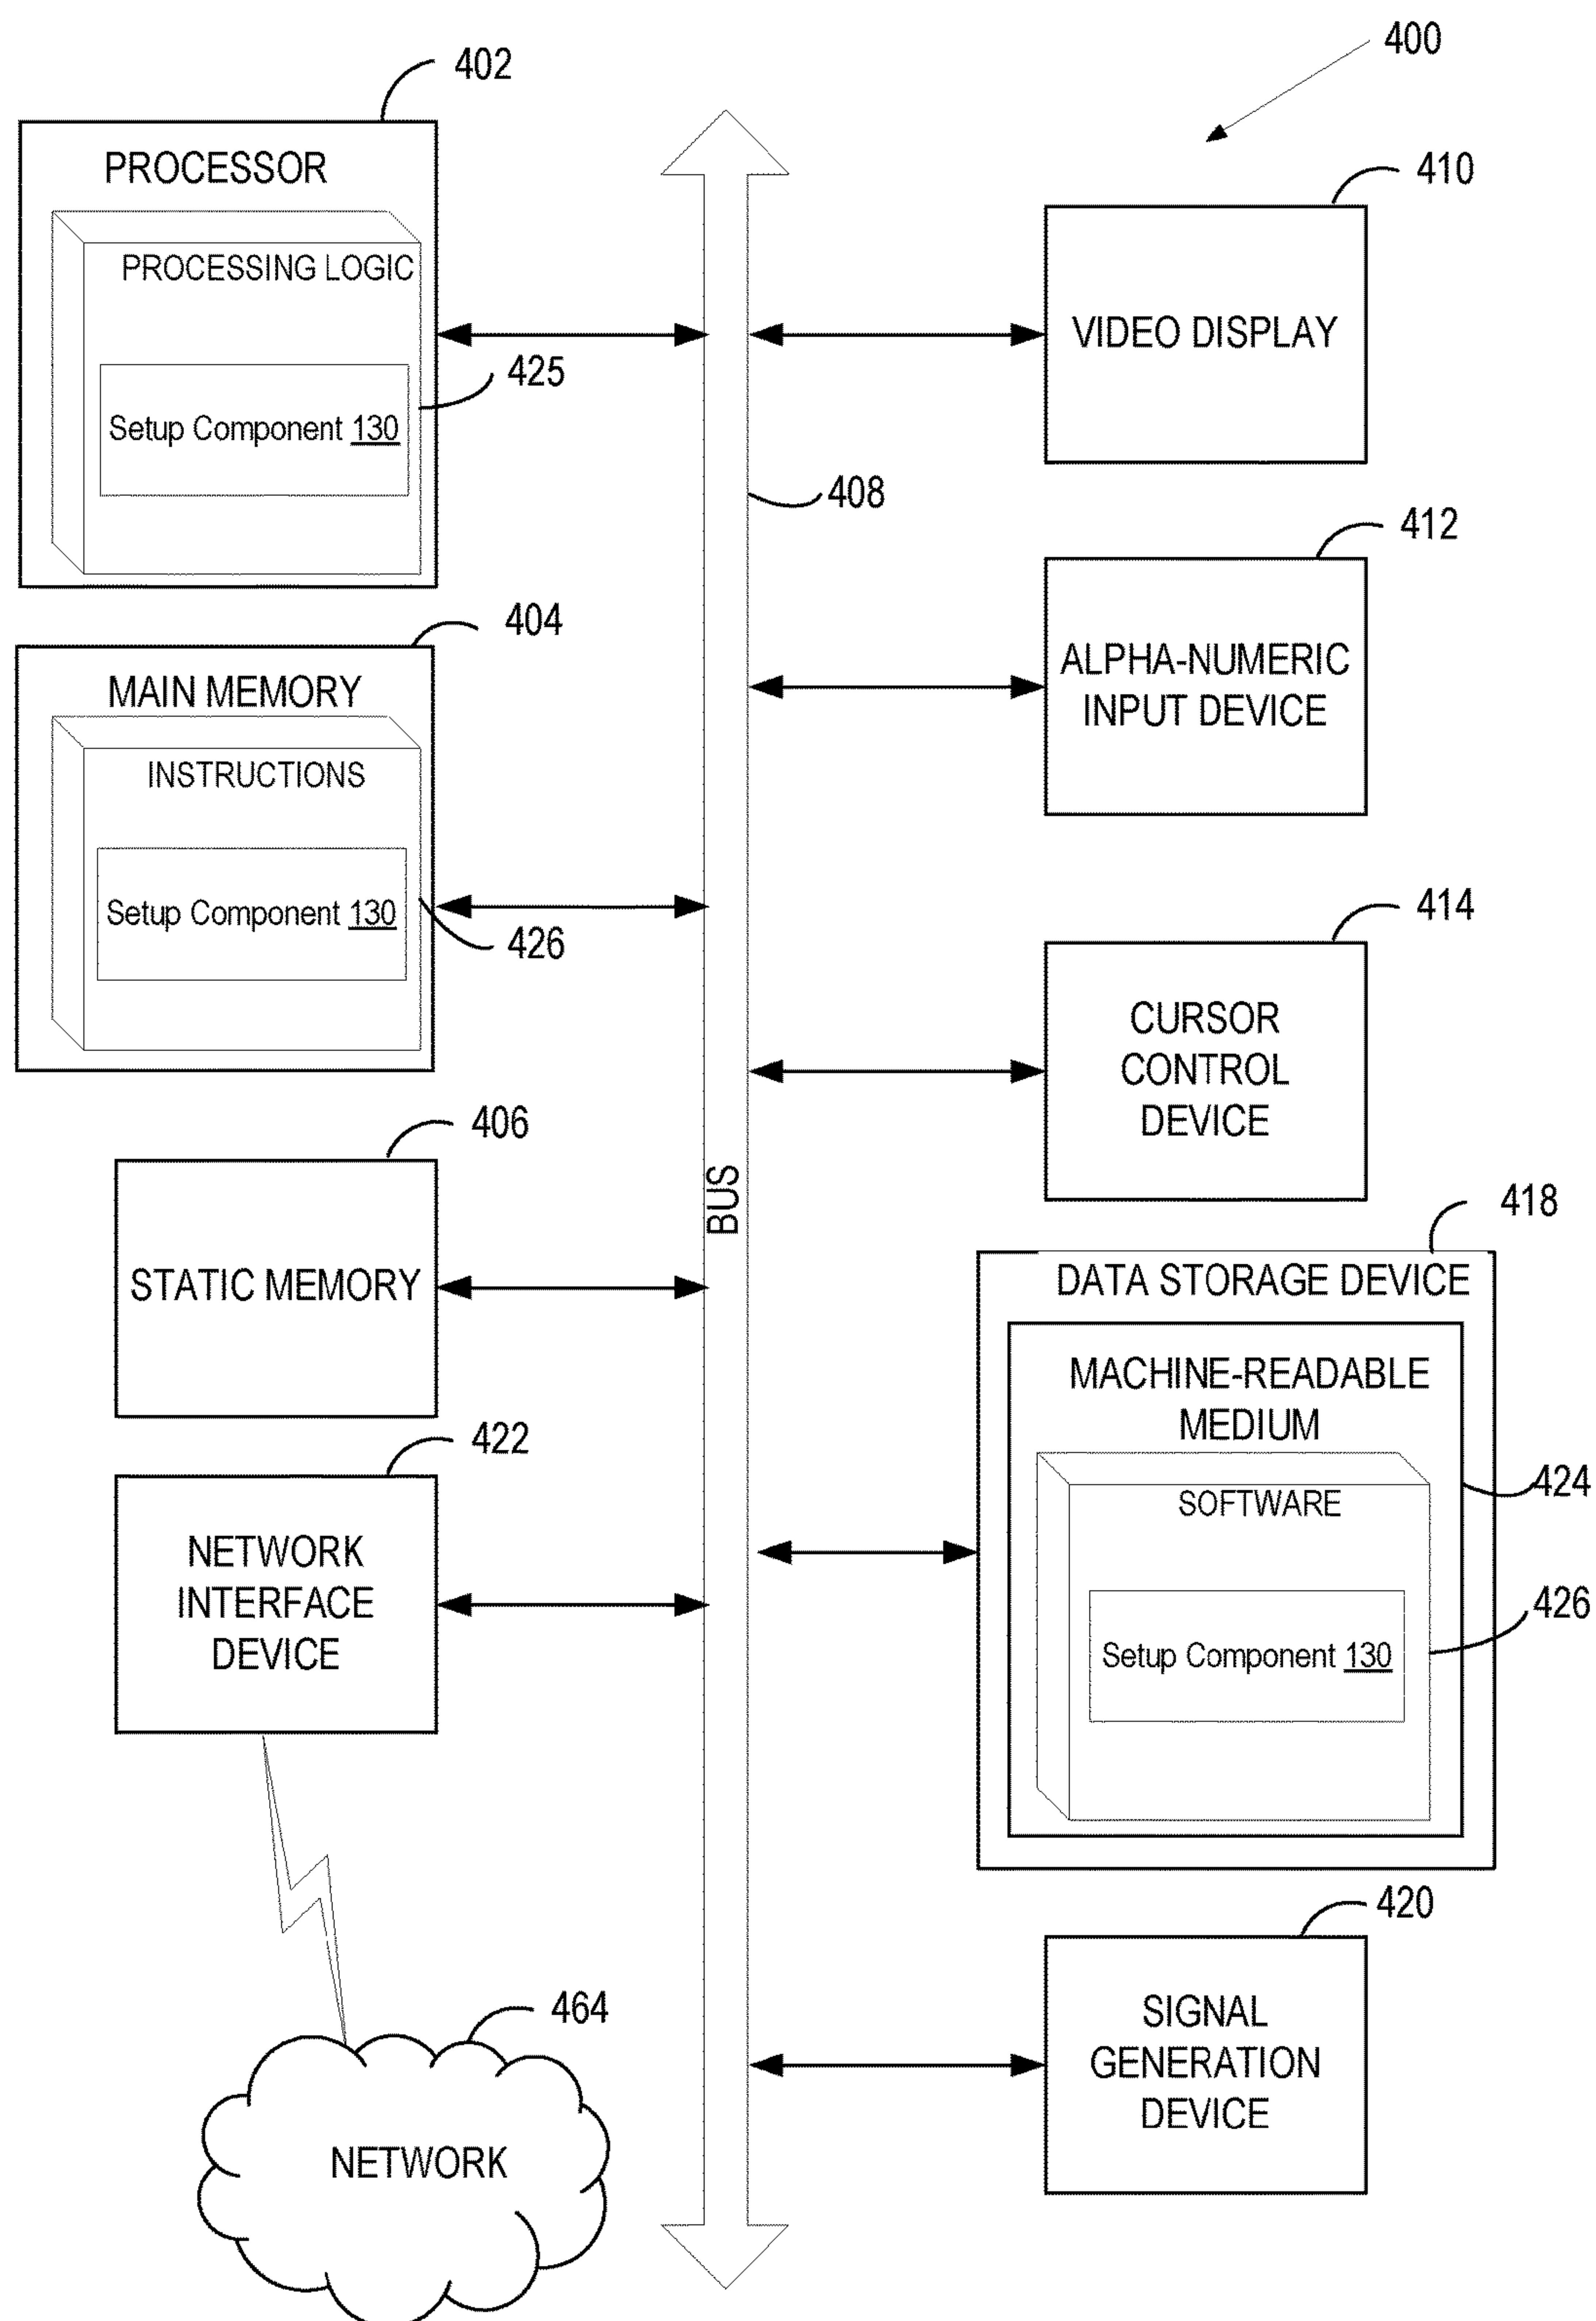 400
402
PROCESSOR
PROCESSING LOGIC
425
Setup Component 130
404
MAIN MEMORY
INSTRUCTIONS
Setup Component 130
426
406
STATIC MEMORY
422
NETWORK
INTERFACE
DEVICE
464
NETWORK
408
BUS
410
VIDEO DISPLAY
412
ALPHA-NUMERIC
INPUT DEVICE
414
CURSOR
CONTROL
DEVICE
418
DATA STORAGE DEVICE
MACHINE-READABLE
MEDIUM
424
SOFTWARE
426
Setup Component 130
420
SIGNAL
GENERATION
DEVICE